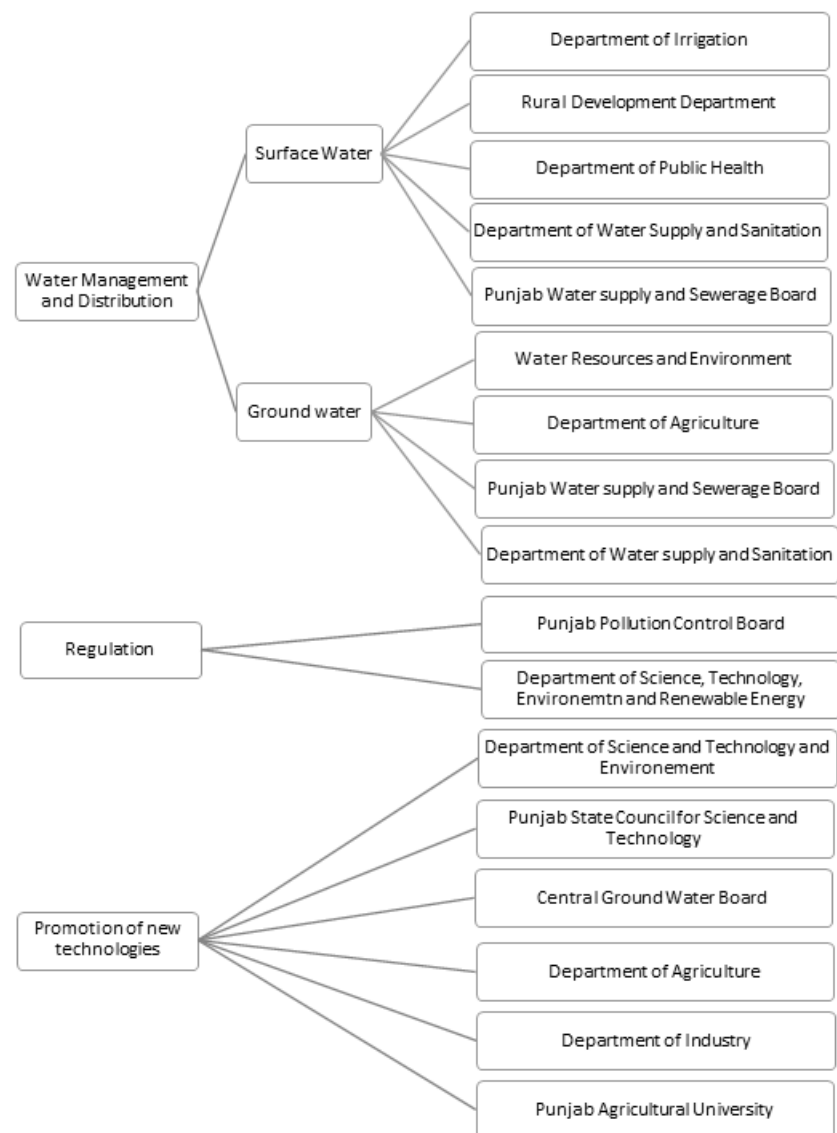 Water Management
and Distribution
Surface Water
Department of Irrigation
Rural Development Department
Department of Public Health
Department of Water Supply and Sanitation
Punjab Water supply and Sewerage Board
Ground water
Water Resources and Environment
Department of Agriculture
Punjab Water supply and Sewerage Board
Department of Water supply and Sanitation
Regulation
Punjab Pollution Control Board
Department of Science, Technology,
Environemtn and Renewable Energy
Promotion of new
technologies
Department of Science and Technology and
Environement
Punjab State Council for Science and
Technology
Central Ground Water Board
Department of Agriculture
Department of Industry
Punjab Agricultural University